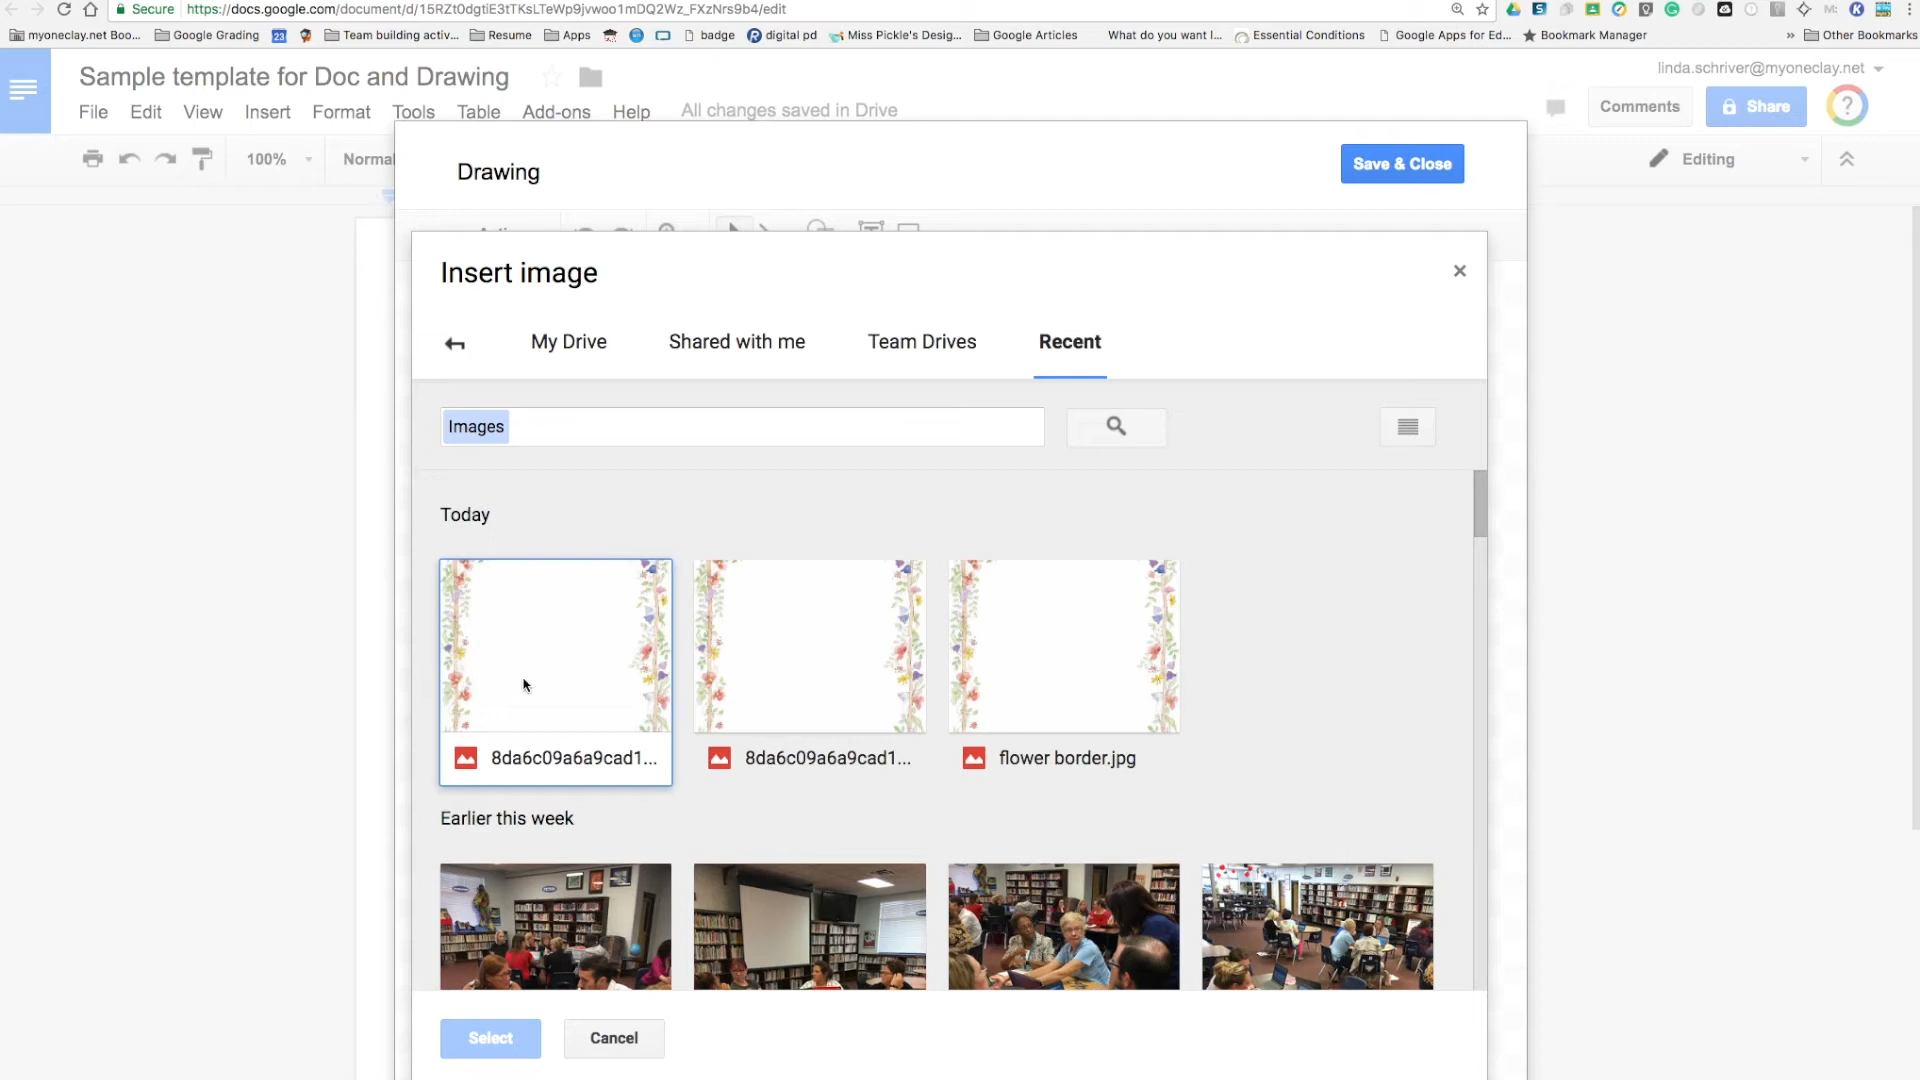 Secure https://docs.google.com/document/d/15RZt0dgtiE3tTKsLTeWp9jvwoo1mDQ2Wz_FXzNrs9b4/edit
myoneclay.net Boo... Google Grading 23 Team building activ... Resume Apps badge digital pd Miss Pickle's Desig... Google Articles What do you want I... Essential Conditions Google Apps for Ed... Bookmark Manager » Other Bookmarks
Sample template for Doc and Drawing
linda.schriver@myoneclay.net
File Edit View Insert Format Tools Table Add-ons Help All changes saved in Drive
Comments Share
100% Normal Editing
Drawing
Save & Close
Insert image
My Drive Shared with me Team Drives Recent
Images
Today
8da6c09a6a9cad1... 8da6c09a6a9cad1... flower border.jpg
Earlier this week
Select Cancel